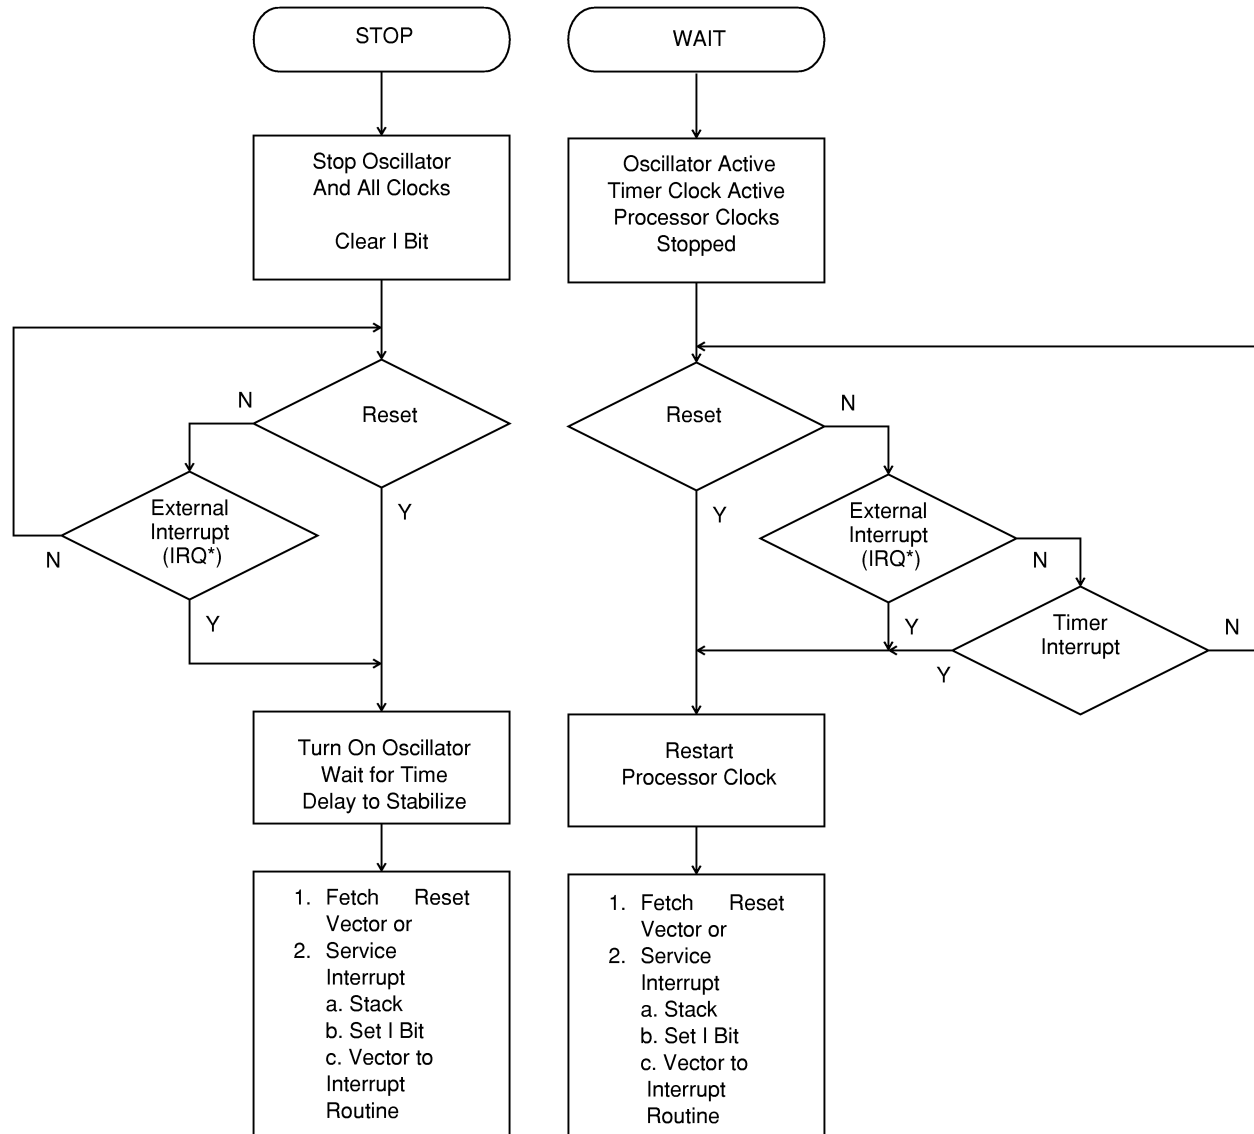 STOP
Stop Oscillator
And All Clocks
Clear I Bit
Reset
N
Y
External
Interrupt
(IRQ*)
N
Y
Turn On Oscillator
Wait for Time
Delay to Stabilize
1. Fetch Reset
Vector or
2. Service
Interrupt
a. Stack
b. Set I Bit
c. Vector to
Interrupt
Routine
WAIT
Oscillator Active
Timer Clock Active
Processor Clocks
Stopped
Reset
N
Y
External
Interrupt
(IRQ*)
N
Y
Timer
Interrupt
N
Y
Restart
Processor Clock
1. Fetch Reset
Vector or
2. Service
Interrupt
a. Stack
b. Set I Bit
c. Vector to
Interrupt
Routine